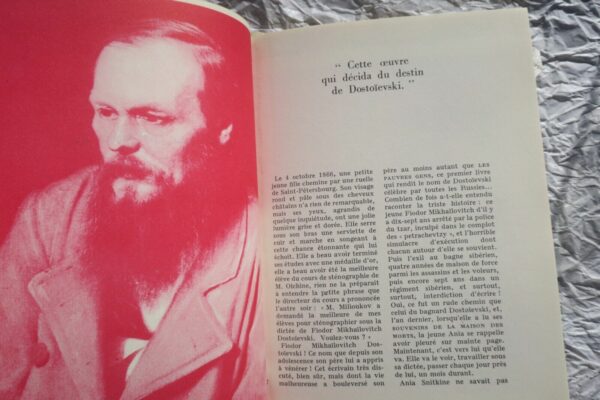 “ Cette œuvre
qui décida du destin
de Dostoïevski. ”
Le 4 octobre 1866, une petite
jeune fille chemine par une ruelle
de Saint-Pétersbourg. Son visage
rond et pâle sous des cheveux
châtains n'a rien de remarquable,
mais ses yeux, agrandis de
quelque inquiétude, ont une jolie
lumière grise et dorée. Elle serre
sous son bras une serviette de
cuir et marche en songeant à
cette chance étonnante qui lui
échoit. Elle a beau avoir terminé
ses études avec une médaille d'or,
elle a beau avoir été la meilleure
élève du cours de sténographie de
M. Olchine, rien ne la préparait
à entendre la petite phrase que
le directeur du cours a prononcée
l'autre soir : « M. Milioukov a
demandé la meilleure de mes
élèves pour sténographier sous la
dictée de Fiodor Mikhaïlovitch
Dostoïevski. Voulez-vous ? »
Fiodor Mikhaïlovitch Dos-
toïevski ! Ce nom que depuis son
adolescence son père lui a appris
à vénérer ! Cet écrivain très dis-
cuté, bien sûr, mais dont la vie
malheureuse a bouleversé son
père au moins autant que LES
PAUVRES GENS, ce premier livre
qui rendit le nom de Dostoïevski
célèbre par toutes les Russies...
Combien de fois a-t-elle entendu
raconter la triste histoire : ce
jeune Fiodor Mikhaïlovitch d'il y
a dix-sept ans arrêté par la police
du tzar, inculpé dans le complot
des « petrachevtzy », et l'horrible
simulacre d'exécution dont
chacun autour d'elle se souvient.
Puis l'exil au bagne sibérien,
quatre années de maison de force
parmi les assassins et les voleurs,
puis encore sept ans dans un
régiment sibérien, et surtout,
surtout, interdiction d'écrire !
Oui, ce fut un rude chemin que
celui du bagnard Dostoïevski, et
l'an dernier, lorsqu'elle a lu ses
SOUVENIRS DE LA MAISON DES
MORTS, la jeune Ania se rappelle
avoir pleuré sur mainte page.
Maintenant, c'est vers lui qu'elle
va. Elle va le voir, travailler sous
sa dictée, passer chaque jour près
de lui, un mois durant.
Ania Snitkine ne savait pas